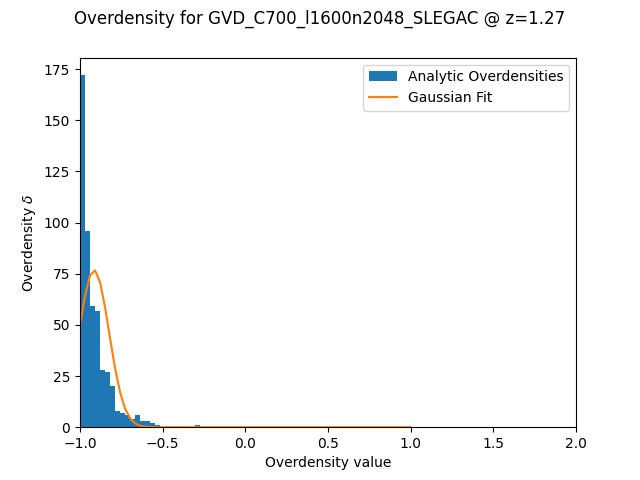 Overdensity for GVD_C700_l1600n2048_SLEGAC @ z=1.27
Analytic Overdensities
Gaussian Fit
Overdensity δ
175
150
125
100
75
50
25
0
−1.0 −0.5 0.0 0.5 1.0 1.5 2.0
Overdensity value